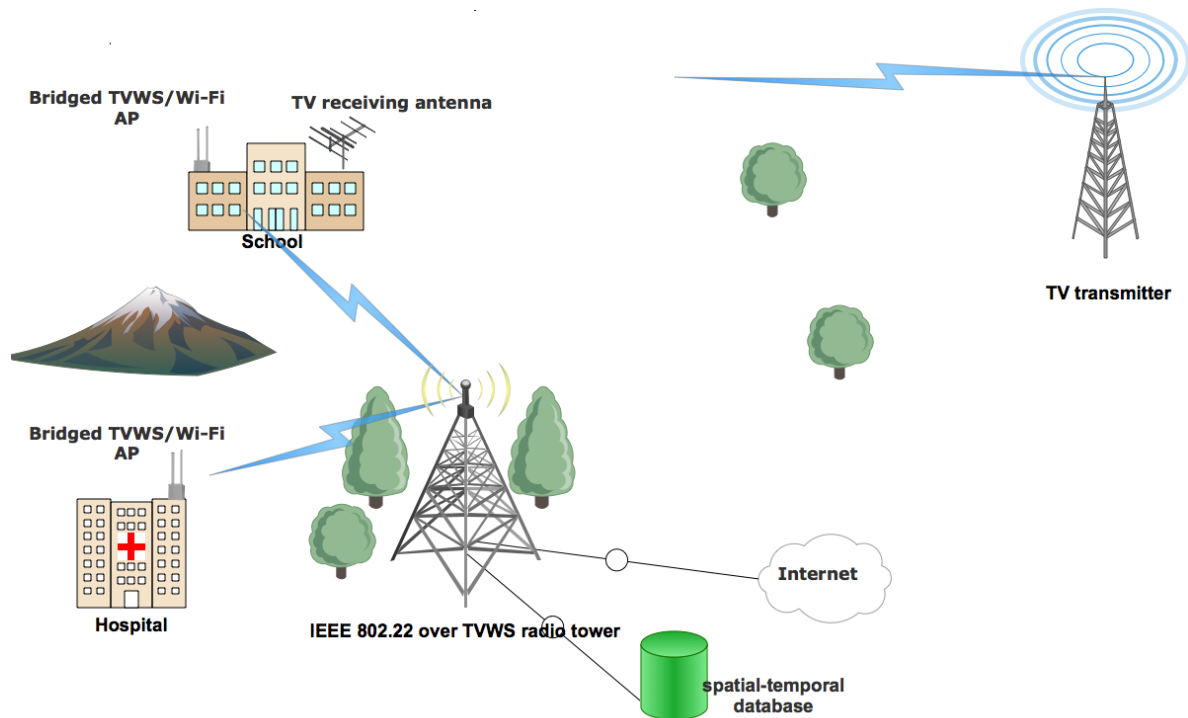 Bridged TVWS/Wi-Fi
AP
TV receiving antenna
School
TV transmitter
Bridged TVWS/Wi-Fi
AP
Hospital
Internet
IEEE 802.22 over TVWS radio tower
spatial-temporal
database